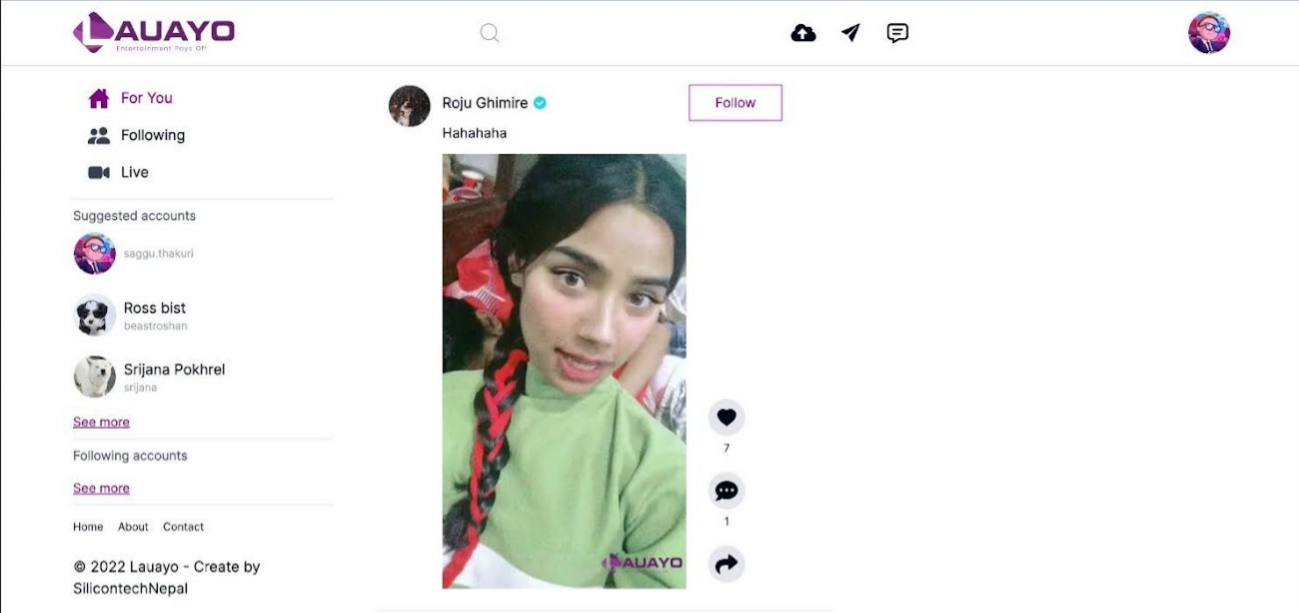 LAUAYO
Entertainment Pays Off
For You
Following
Live
Suggested accounts
saggu.thakuri
Ross bist
beastroshan
Srijana Pokhrel
srijana
See more
Following accounts
See more
Home About Contact
© 2022 Lauayo - Create by
SilicontechNepal
Roju Ghimire
Follow
Hahahaha
7
1
LAUAYO